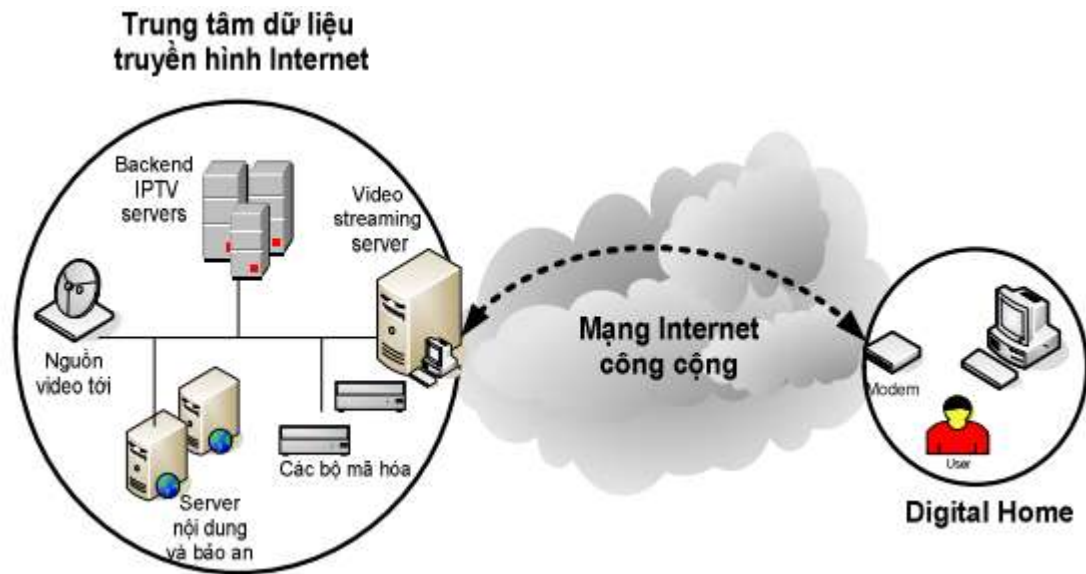 Trung tâm dữ liệu
truyền hình Internet
Backend
IPTV
servers
Video
streaming
server
Nguồn
video tới
Các bộ mã hóa
Server
nội dung
và bảo an
Mạng Internet
công cộng
Modem
User
Digital Home